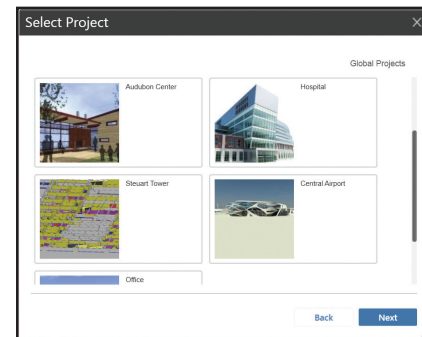 Select Project
Global Projects
Audubon Center
Hospital
Steuart Tower
Central Airport
Office
Back
Next